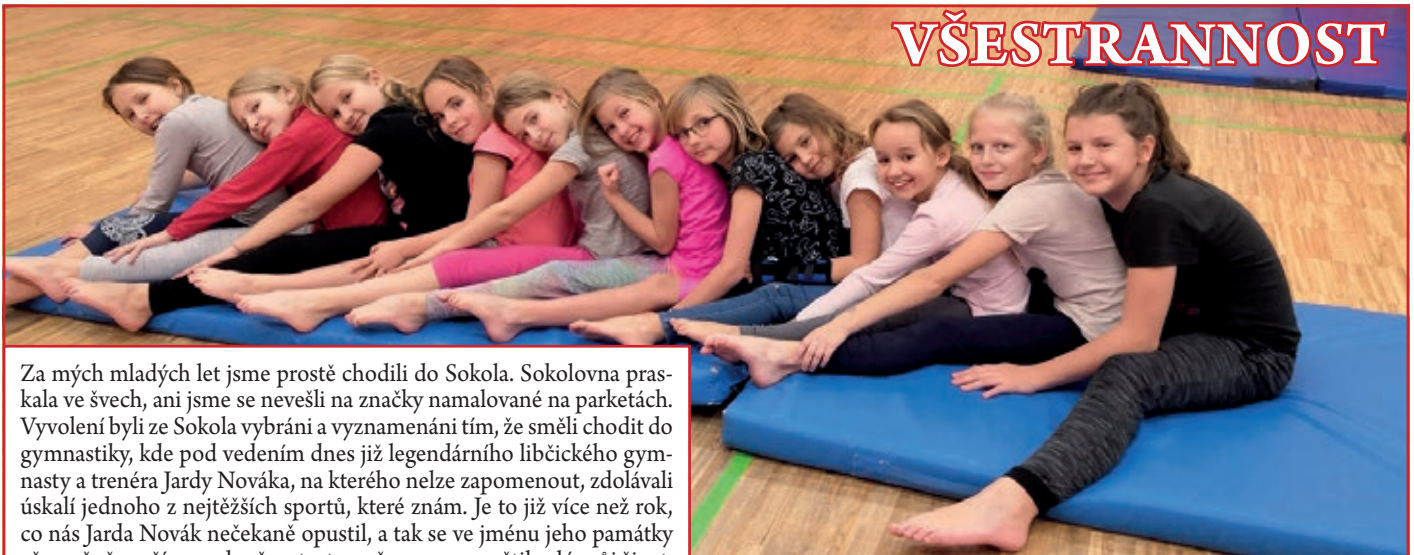 VŠESTRANNOST
Za mých mladých let jsme prostě chodili do Sokola. Sokolovna pras-
kala ve švech, ani jsme se nevešli na značky namalované na parketách.
Vyvolení byli ze Sokola vybráni a vyznamenáni tím, že směli chodit do
gymnastiky, kde pod vedením dnes již legendárního libčického gym-
nasty a trenéra Jardy Nováka, na kterého nelze zapomenout, zdolávali
úskalí jednoho z nejtěžších sportů, které znám. Je to již více než rok,
co nás Jarda Novák nečekaně opustil, a tak se ve jménu jeho památky